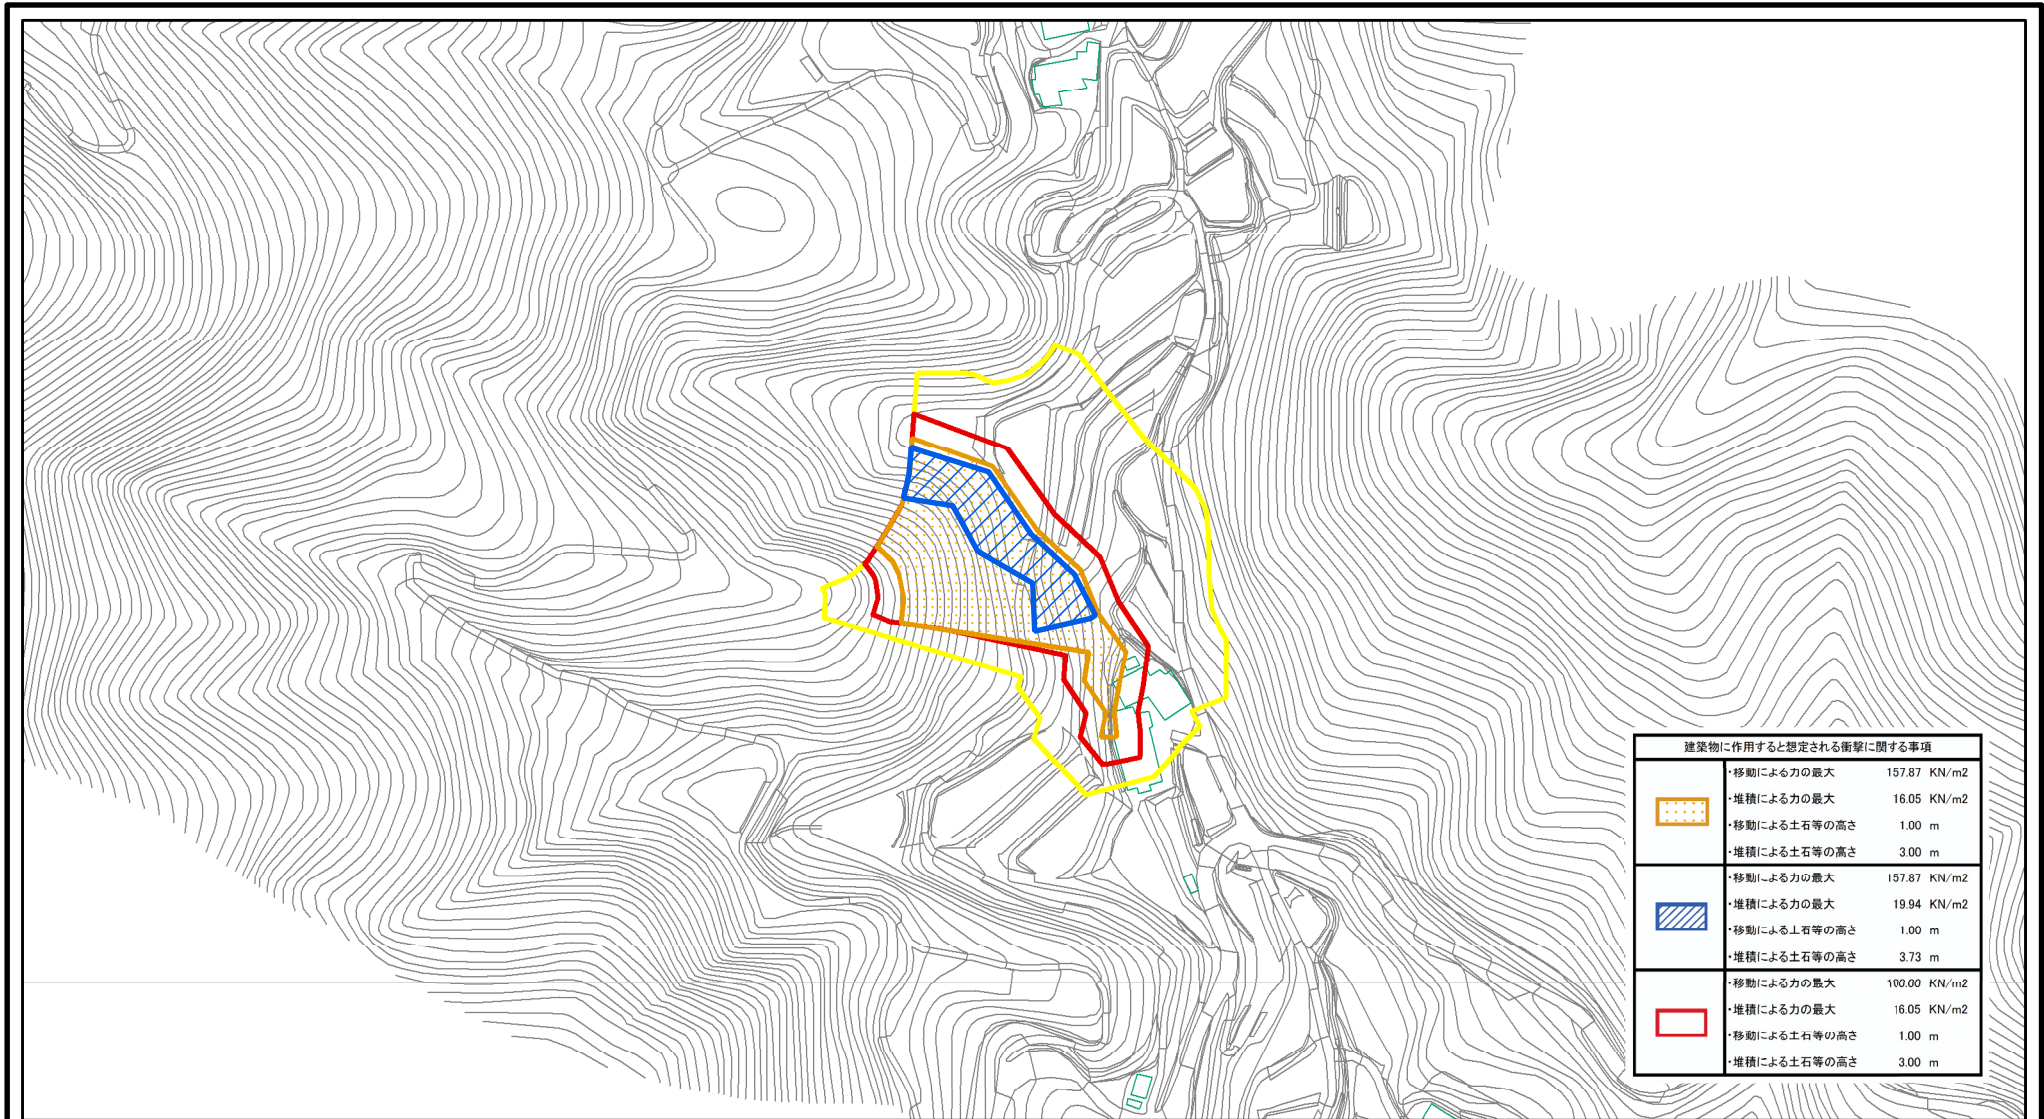 建築物に作用すると想定される衝撃に関する事項
・移動による力の最大 157.87 KN/m2
・堆積による力の最大 16.05 KN/m2
・移動による土石等の高さ 1.00 m
・堆積による土石等の高さ 3.00 m
・移動による力の最大 157.87 KN/m2
・堆積による力の最大 19.94 KN/m2
・移動による土石等の高さ 1.00 m
・堆積による土石等の高さ 3.73 m
・移動による力の最大 100.00 KN/m2
・堆積による力の最大 16.05 KN/m2
・移動による土石等の高さ 1.00 m
・堆積による土石等の高さ 3.00 m